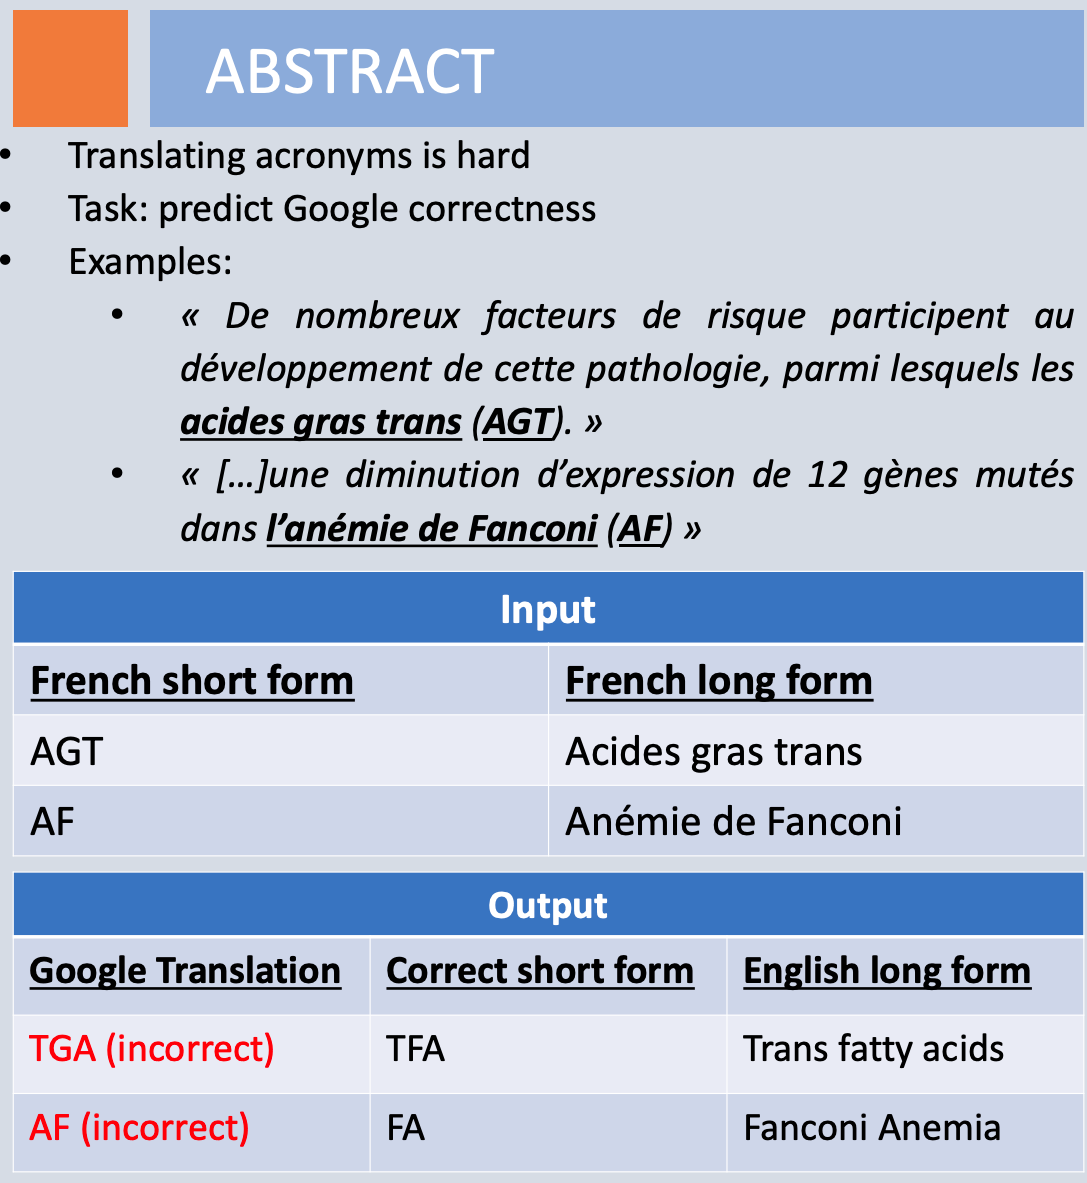 ABSTRACT
• Translating acronyms is hard
• Task: predict Google correctness
• Examples:
• « De nombreux facteurs de risque participent au
développement de cette pathologie, parmi lesquels les
acides gras trans (AGT). »
• « […]une diminution d’expression de 12 gènes mutés
dans l’anémie de Fanconi (AF) »
Input
French short form French long form
AGT Acides gras trans
AF Anémie de Fanconi
Output
Google Translation Correct short form English long form
TGA (incorrect) TFA Trans fatty acids
AF (incorrect) FA Fanconi Anemia